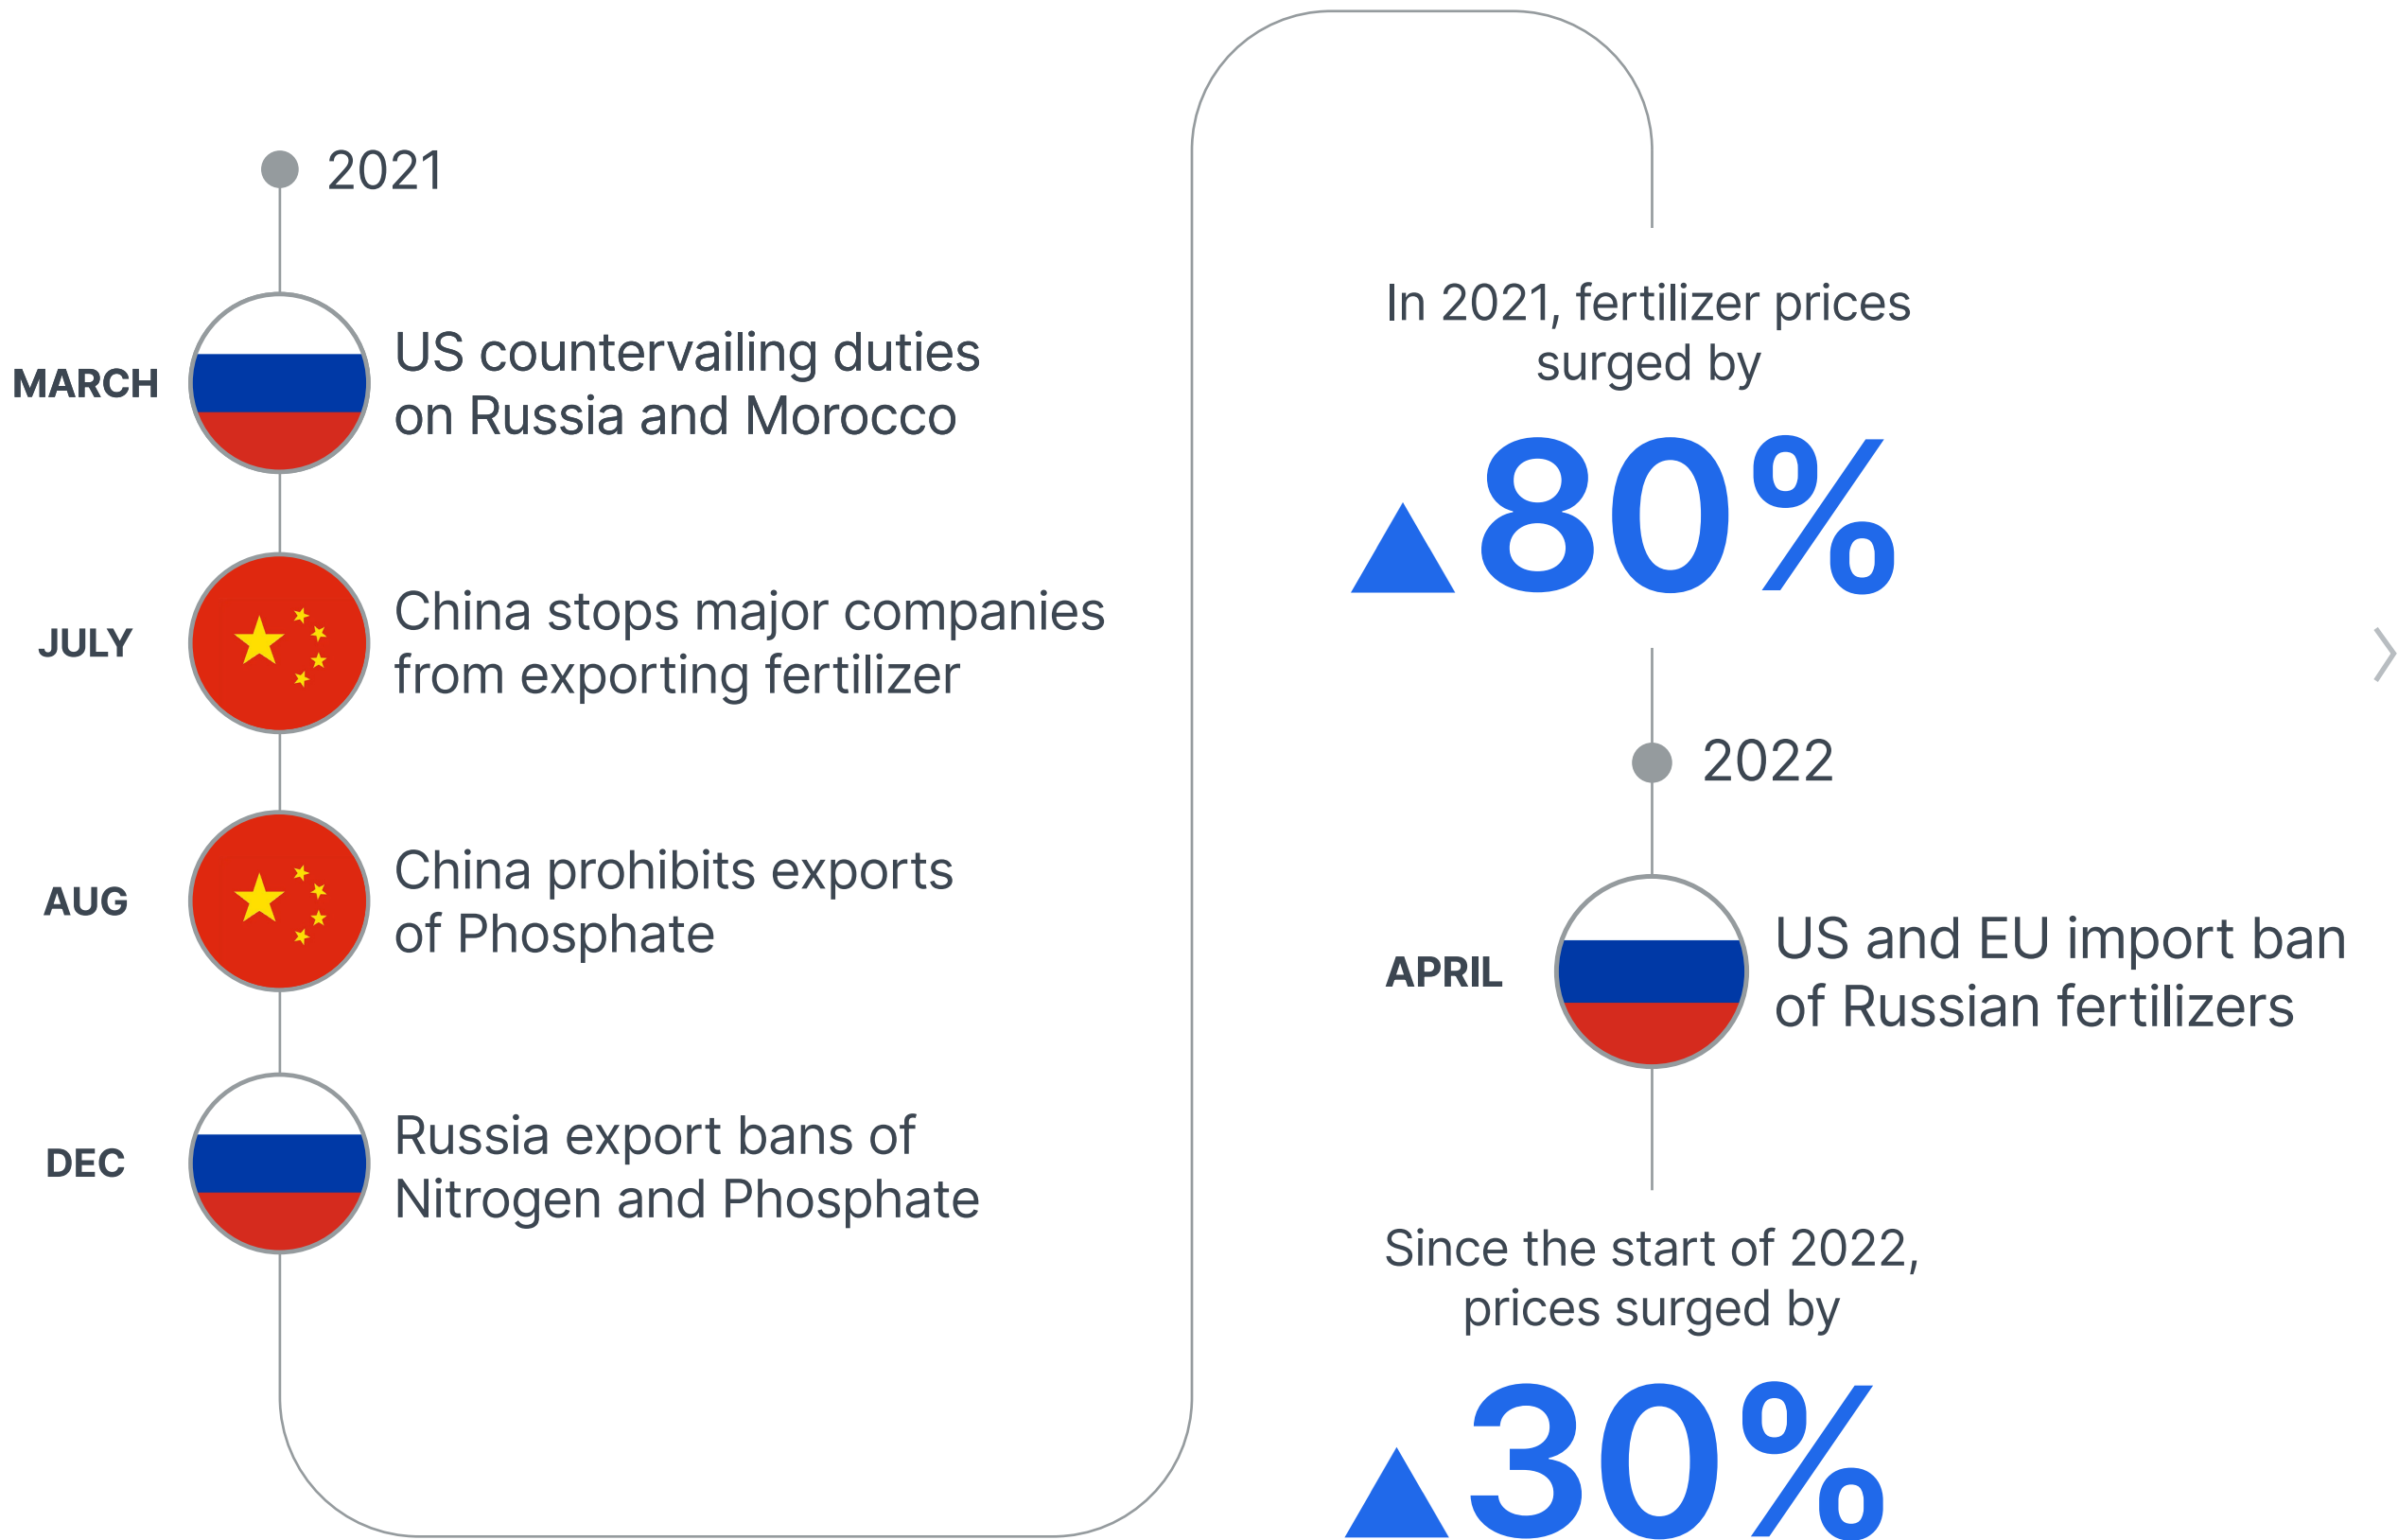 2021
MARCH
US countervailing duties
on Russia and Morocco
JULY
China stops major companies
from exporting fertilizer
AUG
China prohibits exports
of Phosphate
DEC
Russia export bans of
Nitrogen and Phosphate
In 2021, fertilizer prices
surged by
▲80%
2022
APRIL
US and EU import ban
of Russian fertilizers
Since the start of 2022,
prices surged by
▲30%